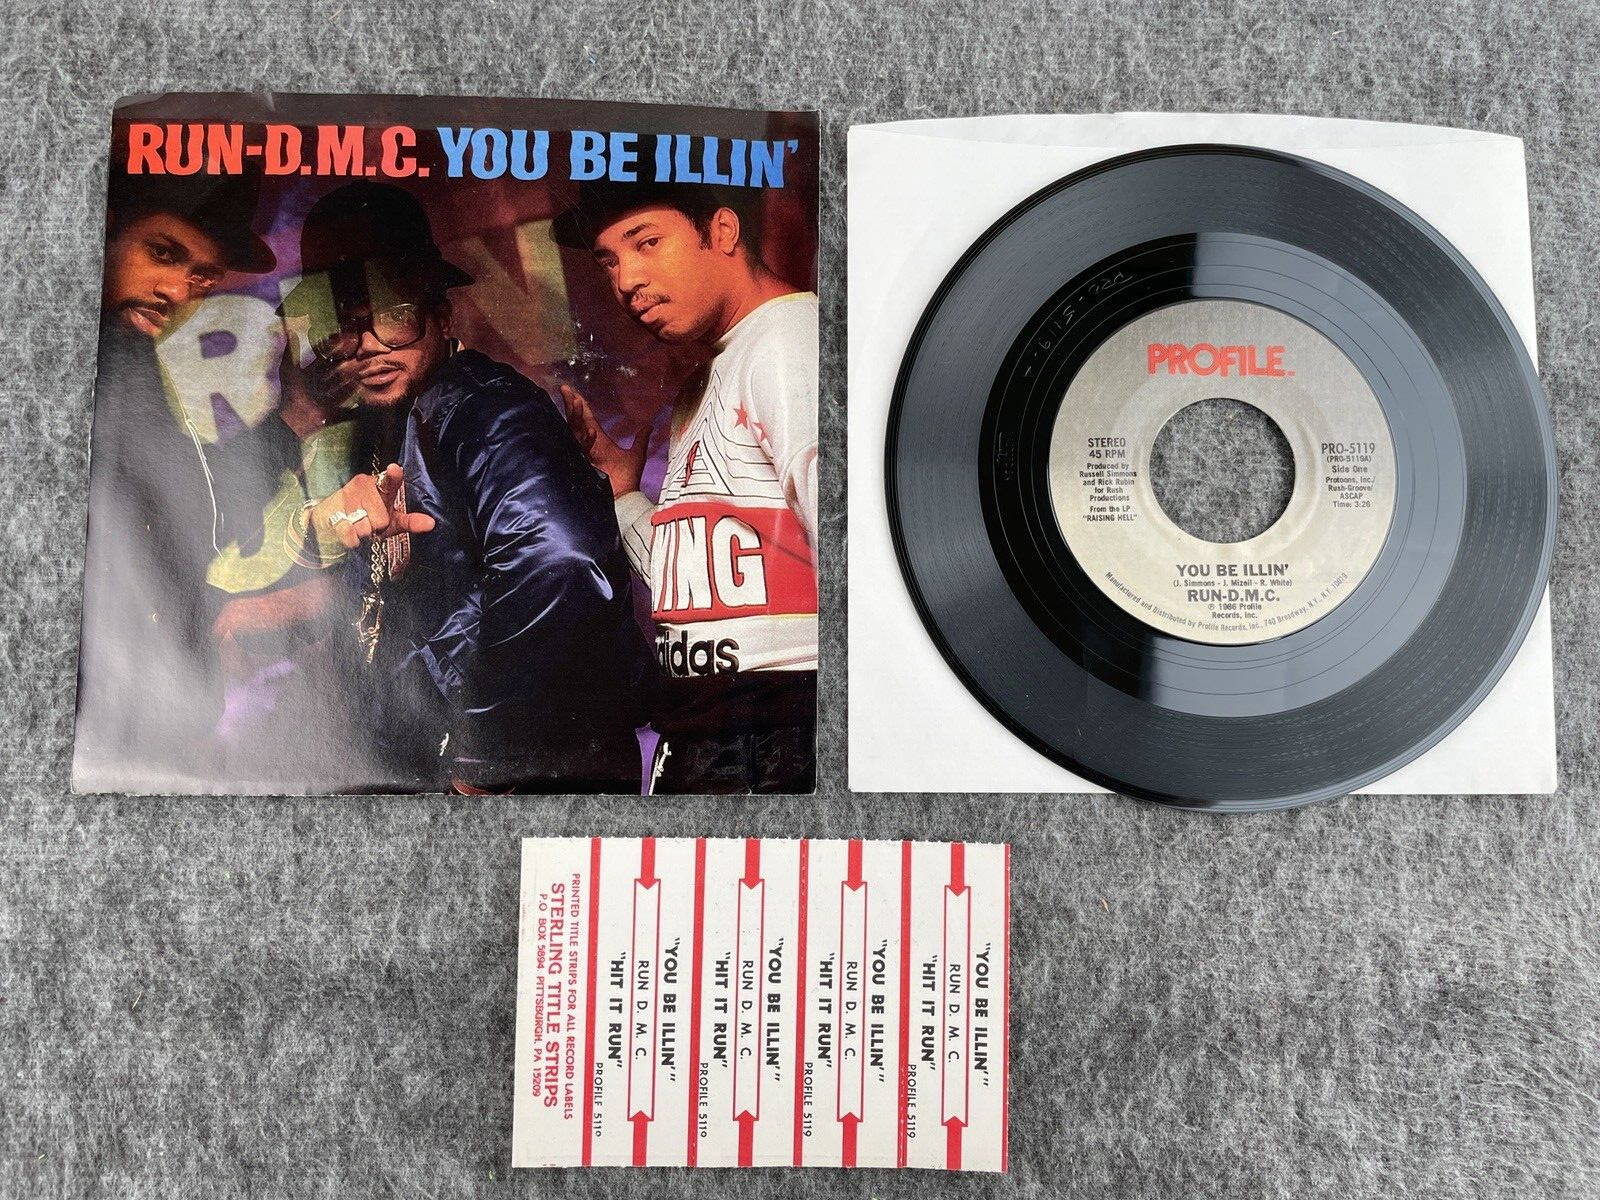 RUN-D.M.C. YOU BE ILLIN'
RUN
WING
adidas
PRO-5119-
PROFILE
STEREO
45 RPM
Produced by
Russell Simmons
and Rick Rubin
for Rush
Productions
From the LP
"RAISING HELL"
PRO-5119
(PRO-5119A)
Side One
Protoons, Inc./
Rush-Groove/
ASCAP
Time: 3:26
YOU BE ILLIN'
(J. Simmons - J. Mizell - R. White)
RUN-D.M.C.
℗ 1986 Profile
Records, Inc.
Manufactured and Distributed by Profile Records, Inc., 740 Broadway, N.Y., N.Y. 10019
"YOU BE ILLIN'"
RUN D. M. C.
"HIT IT RUN"
PROFILE 5119
"YOU BE ILLIN'"
RUN D. M. C.
"HIT IT RUN"
PROFILE 5119
"YOU BE ILLIN'"
RUN D. M. C.
"HIT IT RUN"
PROFILE 5119
"YOU BE ILLIN'"
RUN D. M. C.
"HIT IT RUN"
PROFILE 5119
PRINTED TITLE STRIPS FOR ALL RECORD LABELS
STERLING TITLE STRIPS
P.O BOX 5894 PITTSBURGH, PA 15209